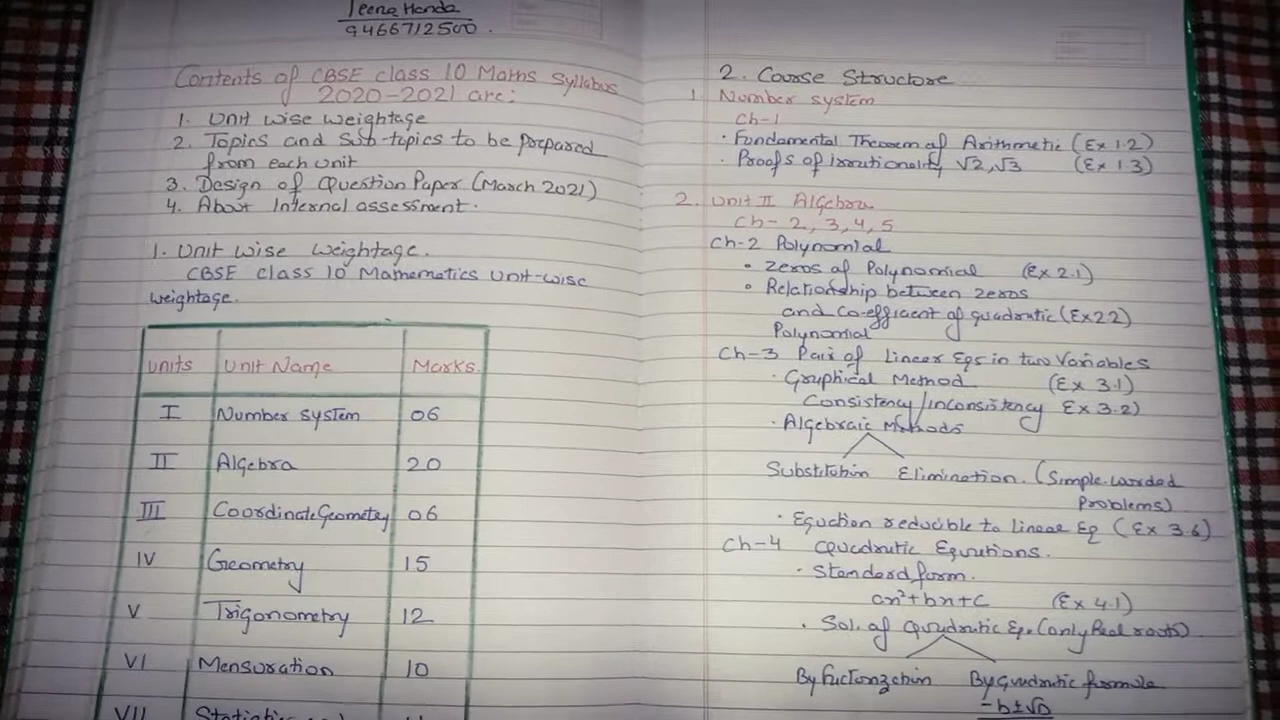 Teena Handa
9466712500.
Contents of CBSE class 10 Maths Syllabus
2020-2021 are:
1. Unit wise weightage
2. Topics and Sub-topics to be prepared
from each unit
3. Design of Question Paper (March 2021)
4. About Internal assessment.
1. Unit wise weightage.
CBSE class 10 Mathematics Unit-wise
weightage.
Units Unit Name Marks
I Number system 06
II Algebra 20
III Coordinate Geometry 06
IV Geometry 15
V Trigonometry 12
VI Mensuration 10
VII Statistics and
2. Course Structure
1. Number system
Ch-1
· Fundamental Theorem of Arithmetic (Ex 1.2)
· Proofs of irrationality √2, √3 (Ex 1.3)
2. Unit II Algebra
Ch- 2, 3, 4, 5
Ch-2 Polynomial
• Zeros of Polynomial (Ex 2.1)
• Relationship between zeros
and co-efficient of quadratic (Ex 2.2)
Polynomial
Ch-3 Pair of Linear Eqs in two Variables
· Graphical Method (Ex 3.1)
Consistency/inconsistency Ex 3.2)
· Algebraic Methods
Substitution Elimination. (Simple worded
Problems)
· Equation reducible to linear Eq (Ex 3.6)
Ch-4 Quadratic Equations.
· Standard form.
ax²+bx+c (Ex 4.1)
· Sol. of Quadratic Eq. (only Real roots)
By factorization By Quadratic formula
-b±√D